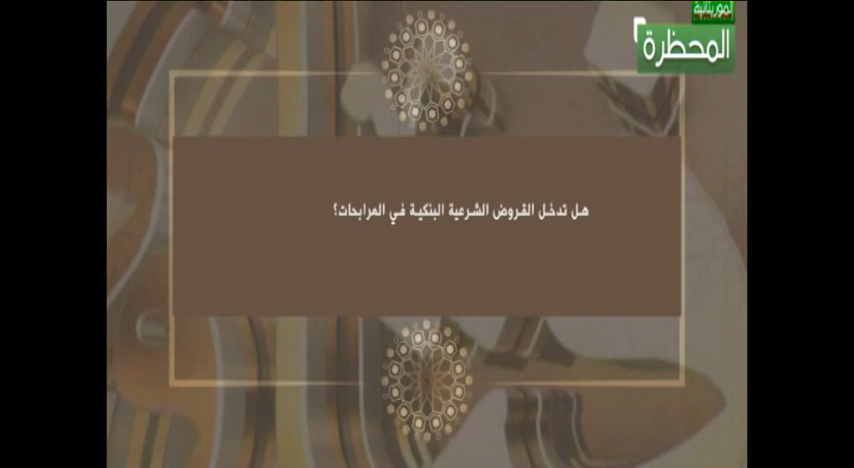 الموريتانية
المحظرة
هل تدخل القروض الشرعية البنكية في المرابحات؟